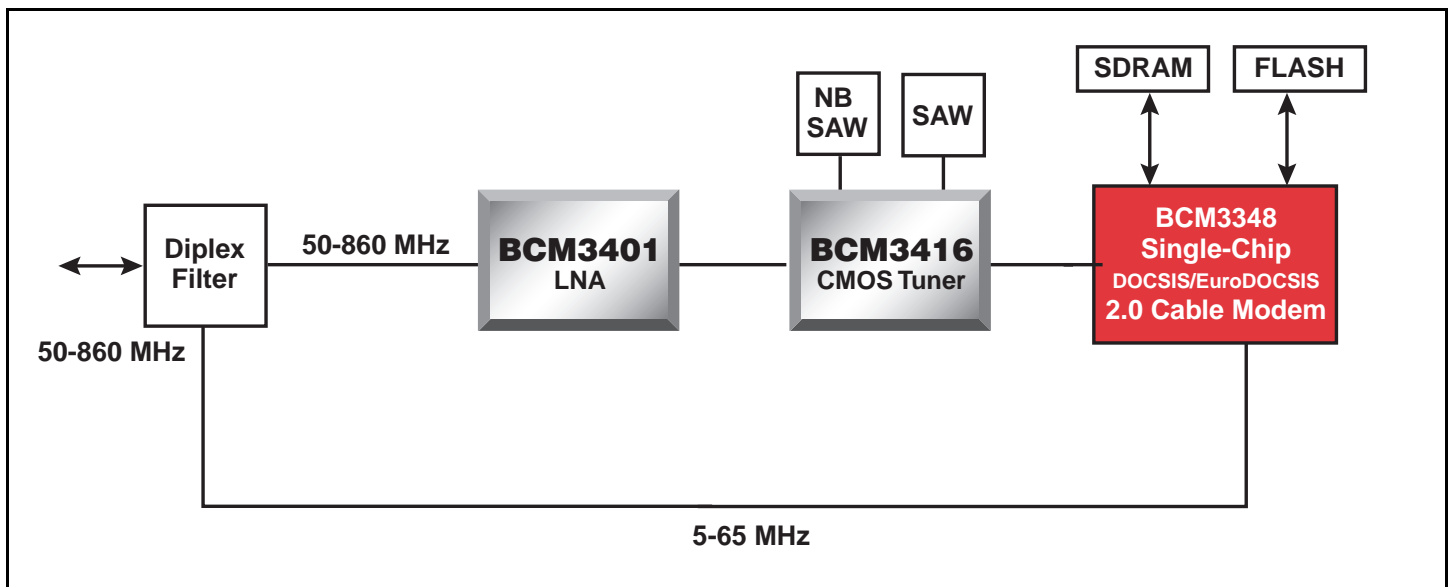 SDRAM
FLASH
NB
SAW
SAW
Diplex
Filter
50-860 MHz
BCM3401
LNA
BCM3416
CMOS Tuner
BCM3348
Single-Chip
DOCSIS/EuroDOCSIS
2.0 Cable Modem
50-860 MHz
5-65 MHz